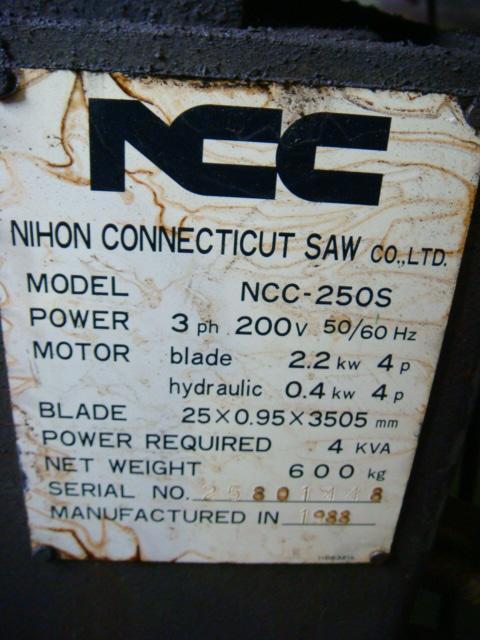 NCC
NIHON CONNECTICUT SAW CO.,LTD.
MODEL NCC-250S
POWER 3 ph 200V 50/60 Hz
MOTOR blade 2.2 kw 4 p
hydraulic 0.4 kw 4 p
BLADE 25×0.95×3505 mm
POWER REQUIRED 4 KVA
NET WEIGHT 600 kg
SERIAL NO.
MANUFACTURED IN 1988